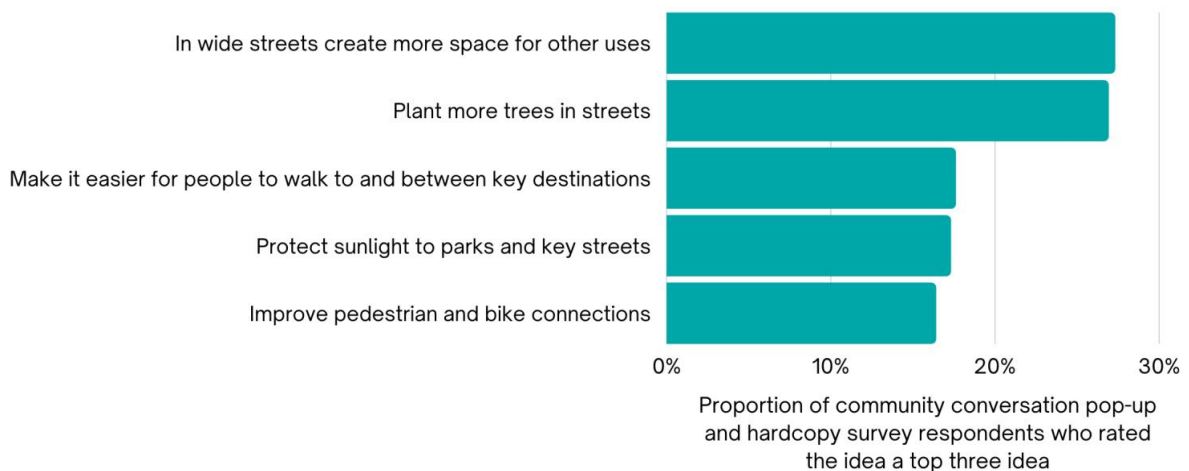 In wide streets create more space for other uses
Plant more trees in streets
Make it easier for people to walk to and between key destinations
Protect sunlight to parks and key streets
Improve pedestrian and bike connections
0% 10% 20% 30%
Proportion of community conversation pop-up
and hardcopy survey respondents who rated
the idea a top three idea